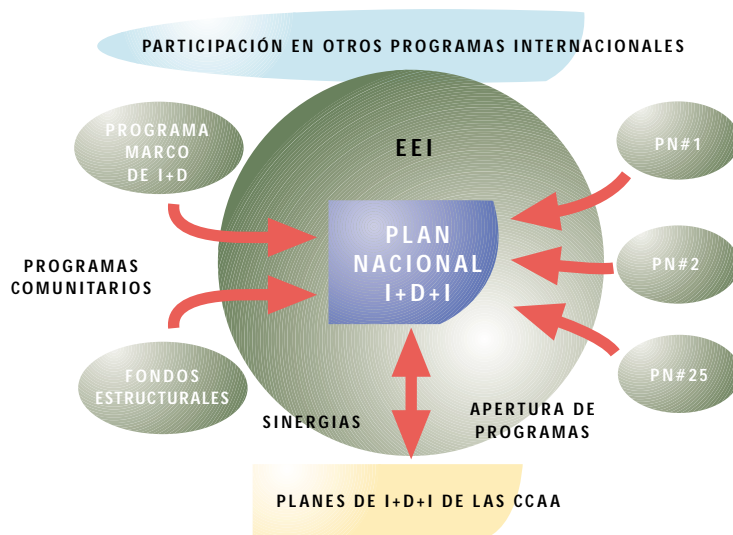 PARTICIPACIÓN EN OTROS PROGRAMAS INTERNACIONALES
PROGRAMA
MARCO
DE I+D
EEI
PN#1
PLAN
NACIONAL
I+D+I
PROGRAMAS
COMUNITARIOS
PN#2
FONDOS
ESTRUCTURALES
PN#25
SINERGIAS
APERTURA DE
PROGRAMAS
PLANES DE I+D+I DE LAS CCAA